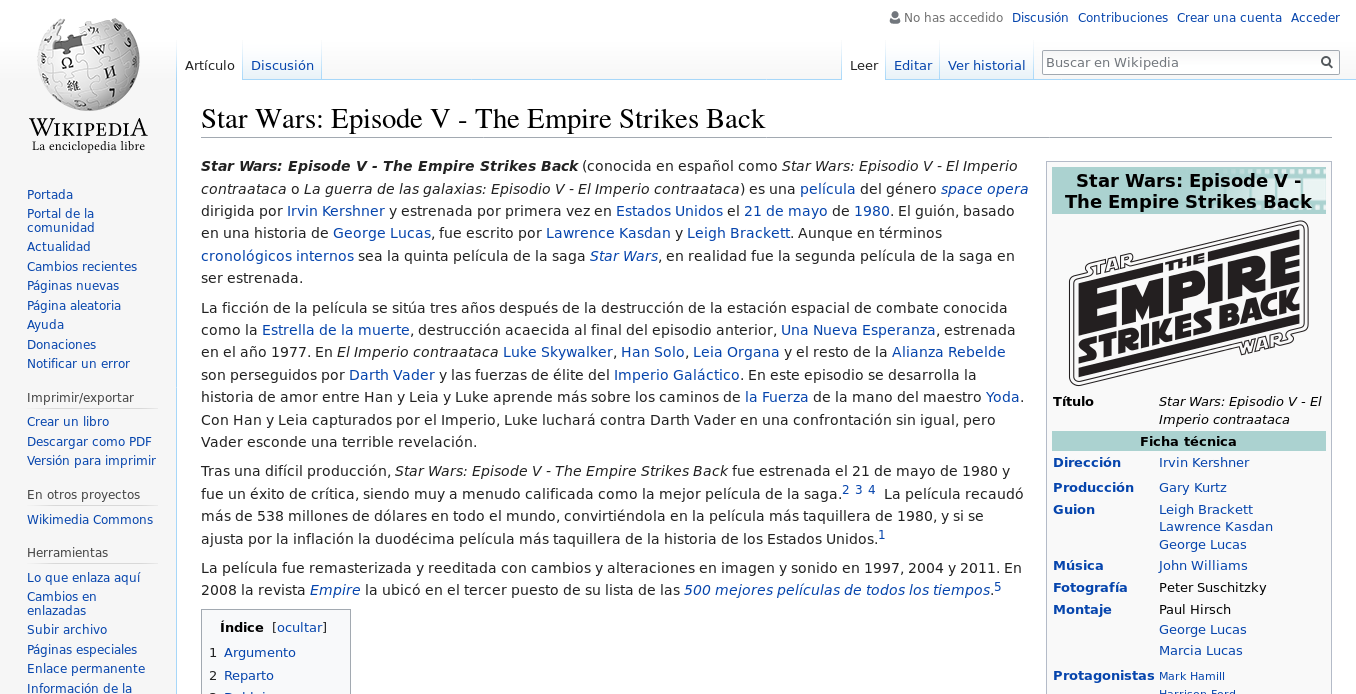 No has accedido Discusión Contribuciones Crear una cuenta Acceder
Artículo Discusión Leer Editar Ver historial Buscar en Wikipedia
WIKIPEDIA
La enciclopedia libre
Portada
Portal de la
comunidad
Actualidad
Cambios recientes
Páginas nuevas
Página aleatoria
Ayuda
Donaciones
Notificar un error
Imprimir/exportar
Crear un libro
Descargar como PDF
Versión para imprimir
En otros proyectos
Wikimedia Commons
Herramientas
Lo que enlaza aquí
Cambios en
enlazadas
Subir archivo
Páginas especiales
Enlace permanente
Información de la
Star Wars: Episode V - The Empire Strikes Back
Star Wars: Episode V - The Empire Strikes Back (conocida en español como Star Wars: Episodio V - El Imperio
contraataca o La guerra de las galaxias: Episodio V - El Imperio contraataca) es una película del género space opera
dirigida por Irvin Kershner y estrenada por primera vez en Estados Unidos el 21 de mayo de 1980. El guión, basado
en una historia de George Lucas, fue escrito por Lawrence Kasdan y Leigh Brackett. Aunque en términos
cronológicos internos sea la quinta película de la saga Star Wars, en realidad fue la segunda película de la saga en
ser estrenada.
La ficción de la película se sitúa tres años después de la destrucción de la estación espacial de combate conocida
como la Estrella de la muerte, destrucción acaecida al final del episodio anterior, Una Nueva Esperanza, estrenada
en el año 1977. En El Imperio contraataca Luke Skywalker, Han Solo, Leia Organa y el resto de la Alianza Rebelde
son perseguidos por Darth Vader y las fuerzas de élite del Imperio Galáctico. En este episodio se desarrolla la
historia de amor entre Han y Leia y Luke aprende más sobre los caminos de la Fuerza de la mano del maestro Yoda.
Con Han y Leia capturados por el Imperio, Luke luchará contra Darth Vader en una confrontación sin igual, pero
Vader esconde una terrible revelación.
Tras una difícil producción, Star Wars: Episode V - The Empire Strikes Back fue estrenada el 21 de mayo de 1980 y
fue un éxito de crítica, siendo muy a menudo calificada como la mejor película de la saga.2 3 4 La película recaudó
más de 538 millones de dólares en todo el mundo, convirtiéndola en la película más taquillera de 1980, y si se
ajusta por la inflación la duodécima película más taquillera de la historia de los Estados Unidos.1
La película fue remasterizada y reeditada con cambios y alteraciones en imagen y sonido en 1997, 2004 y 2011. En
2008 la revista Empire la ubicó en el tercer puesto de su lista de las 500 mejores películas de todos los tiempos.5
Índice [ocultar]
1 Argumento
2 Reparto
Star Wars: Episode V -
The Empire Strikes Back
STAR
THE
EMPIRE
STRIKES BACK
WARS
Título Star Wars: Episodio V - El
Imperio contraataca
Ficha técnica
Dirección Irvin Kershner
Producción Gary Kurtz
Guion Leigh Brackett
Lawrence Kasdan
George Lucas
Música John Williams
Fotografía Peter Suschitzky
Montaje Paul Hirsch
George Lucas
Marcia Lucas
Protagonistas Mark Hamill
Harrison Ford